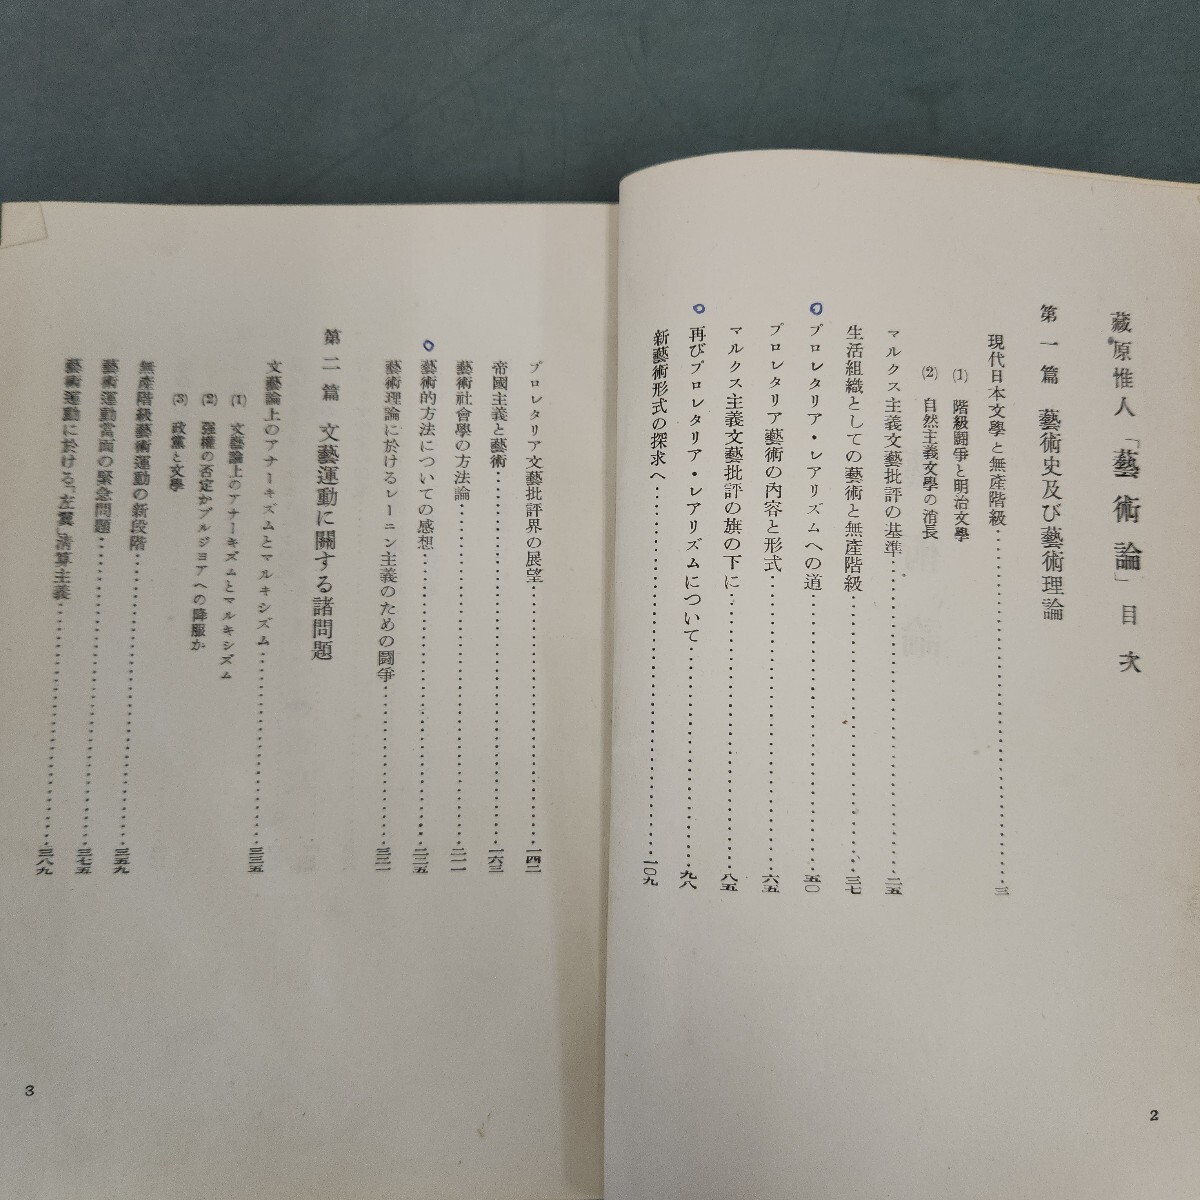 蔵原惟人「藝術論」目次
第一篇　藝術史及び藝術理論
現代日本文學と無産階級……三
(1)　階級闘爭と明治文學
(2)　自然主義文學の消長
マルクス主義文藝批評の基準……二五
生活組織としての藝術と無産階級……三七
プロレタリア・レアリズムへの道……五〇
プロレタリア藝術の内容と形式……六五
マルクス主義文藝批評の旗の下に……八五
再びプロレタリア・レアリズムについて……九八
新藝術形式の探求へ……一〇九
2
プロレタリア文藝批評界の展望……一四二
帝國主義と藝術……一六三
藝術社會學の方法論……二一一
藝術的方法についての感想……二三五
藝術理論に於けるレーニン主義のための鬪爭……三二一
第二篇　文藝運動に關する諸問題
文藝論上のアナーキズムとマルキシズム……三三五
(1)　文藝論上のアナーキズムとマルキシズム
(2)　強權の否定かブルジヨアへの降服か
(3)　政黨と文學
無産階級藝術運動の新段階……三五九
藝術運動當面の緊急問題……三七五
藝術運動に於ける「左翼」清算主義……三八九
3